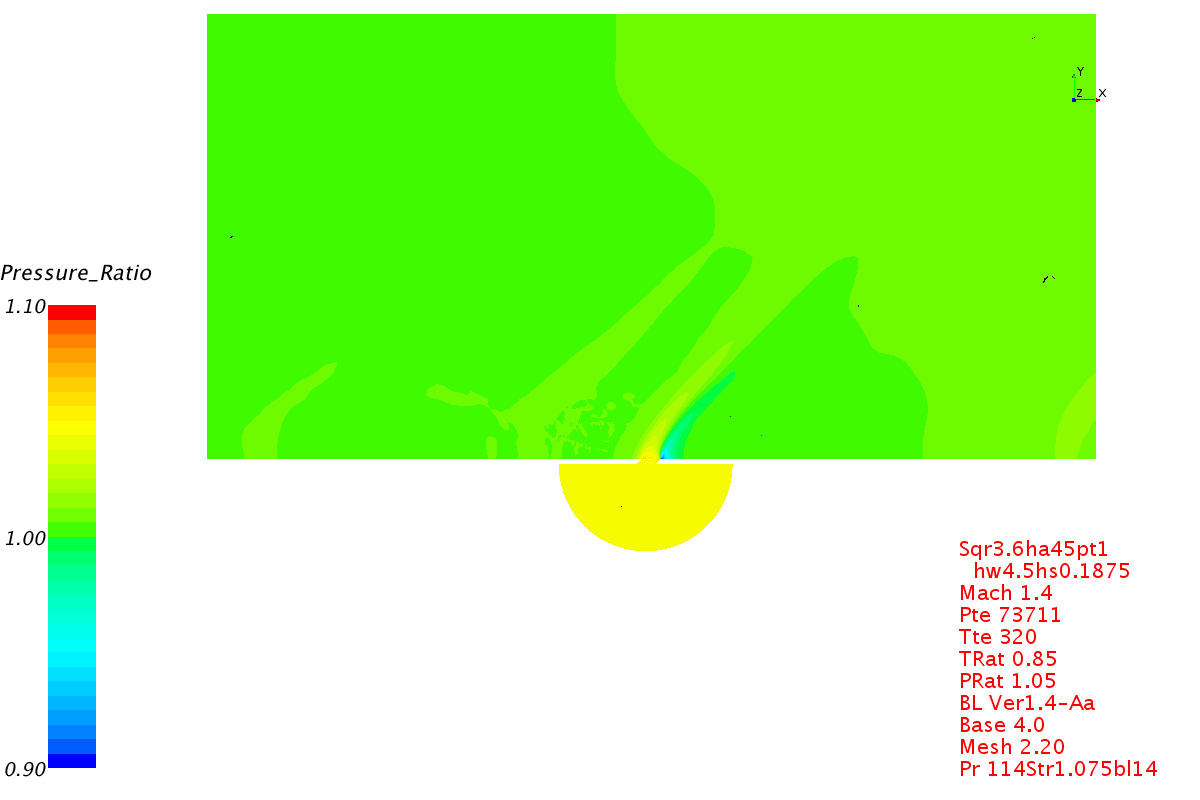 Y
Z X
Pressure_Ratio
1.10
1.00
0.90
Sqr3.6ha45pt1
hw4.5hs0.1875
Mach 1.4
Pte 73711
Tte 320
TRat 0.85
PRat 1.05
BL Ver1.4-Aa
Base 4.0
Mesh 2.20
Pr 114Str1.075bl14